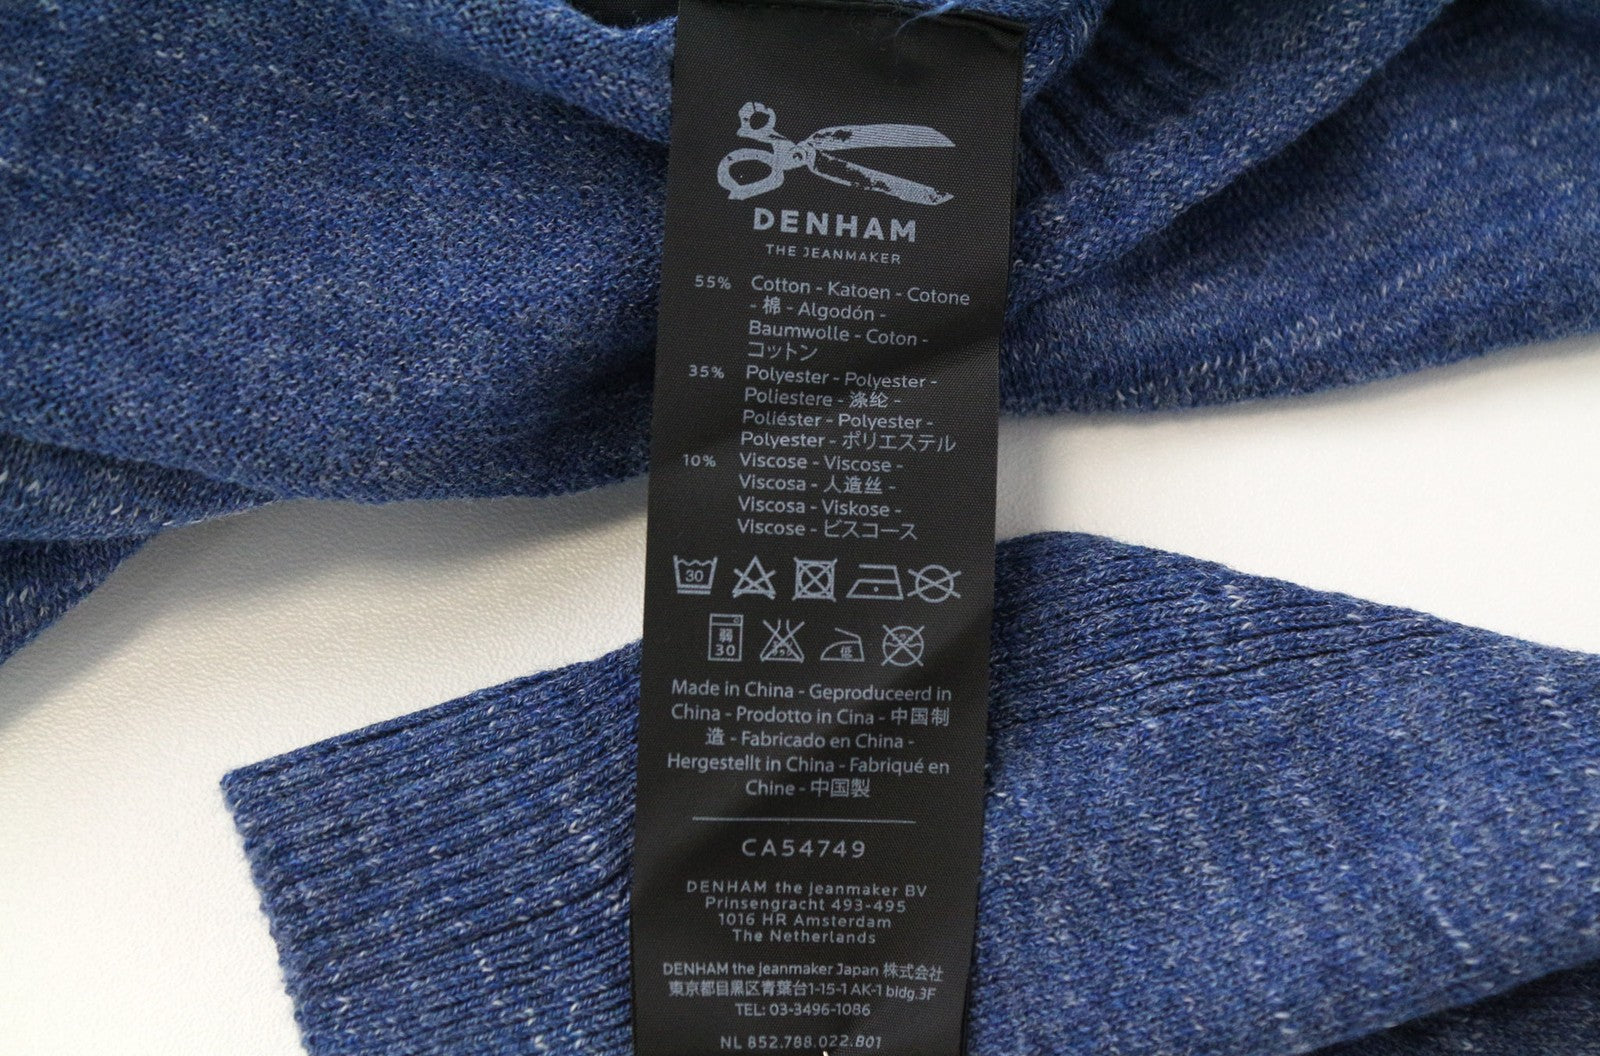 DENHAM
THE JEANMAKER
55% Cotton - Katoen - Cotone
- 棉 - Algodón -
Baumwolle - Coton -
コットン
35% Polyester - Polyester -
Poliestere - 涤纶 -
Poliéster - Polyester -
Polyester - ポリエステル
10% Viscose - Viscose -
Viscosa - 人造丝 -
Viscosa - Viskose -
Viscose - ビスコース
30
弱
30
低
Made in China - Geproduceerd in
China - Prodotto in Cina - 中国制
造 - Fabricado en China -
Hergestellt in China - Fabriqué en
Chine - 中国製
CA54749
DENHAM the Jeanmaker BV
Prinsengracht 493-495
1016 HR Amsterdam
The Netherlands
DENHAM the Jeanmaker Japan 株式会社
東京都目黒区青葉台1-15-1 AK-1 bldg.3F
TEL: 03-3496-1086
NL 852.788.022.B01